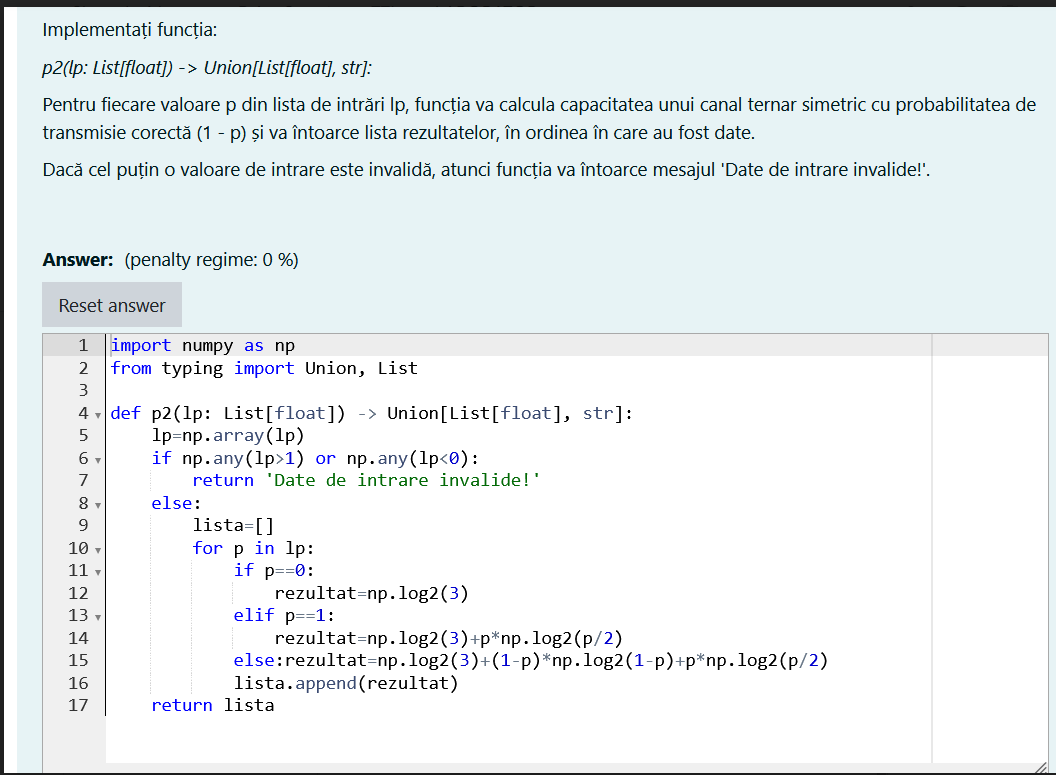 Implementați funcția:
p2(lp: List[float]) -> Union[List[float], str]:
Pentru fiecare valoare p din lista de intrări lp, funcția va calcula capacitatea unui canal ternar simetric cu probabilitatea de
transmisie corectă (1 - p) și va întoarce lista rezultatelor, în ordinea în care au fost date.
Dacă cel puțin o valoare de intrare este invalidă, atunci funcția va întoarce mesajul 'Date de intrare invalide!'.
Answer: (penalty regime: 0 %)
Reset answer
1 import numpy as np
2 from typing import Union, List
3
4 def p2(lp: List[float]) -> Union[List[float], str]:
5     lp=np.array(lp)
6     if np.any(lp>1) or np.any(lp<0):
7         return 'Date de intrare invalide!'
8     else:
9         lista=[]
10         for p in lp:
11             if p==0:
12                 rezultat=np.log2(3)
13             elif p==1:
14                 rezultat=np.log2(3)+p*np.log2(p/2)
15             else:rezultat=np.log2(3)+(1-p)*np.log2(1-p)+p*np.log2(p/2)
16             lista.append(rezultat)
17     return lista